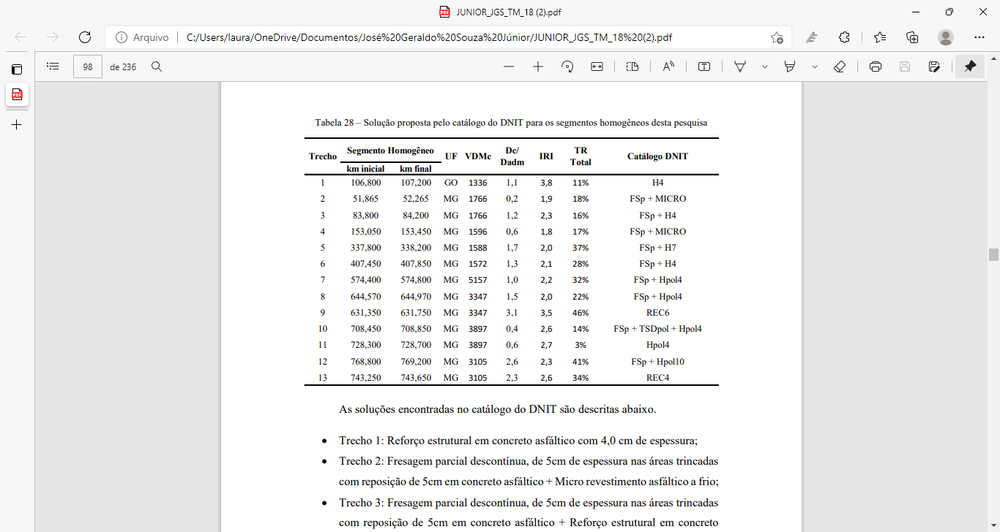 JUNIOR_JGS_TM_18 (2).pdf
Arquivo C:/Users/laura/OneDrive/Documentos/José%20Geraldo%20Souza%20Júnior/JUNIOR_JGS_TM_18%20(2).pdf
98 de 236
Tabela 28 – Solução proposta pelo catálogo do DNIT para os segmentos homogêneos desta pesquisa
Trecho Segmento Homogêneo UF VDMc Dc/ Dadm IRI TR Total Catálogo DNIT
km inicial km final
1 106,800 107,200 GO 1336 1,1 3,8 11% H4
2 51,865 52,265 MG 1766 0,2 1,9 18% FSp + MICRO
3 83,800 84,200 MG 1766 1,2 2,3 16% FSp + H4
4 153,050 153,450 MG 1596 0,6 1,8 17% FSp + MICRO
5 337,800 338,200 MG 1588 1,7 2,0 37% FSp + H7
6 407,450 407,850 MG 1572 1,3 2,1 28% FSp + H4
7 574,400 574,800 MG 5157 1,0 2,2 32% FSp + Hpol4
8 644,570 644,970 MG 3347 1,5 2,0 22% FSp + Hpol4
9 631,350 631,750 MG 3347 3,1 3,5 46% REC6
10 708,450 708,850 MG 3897 0,4 2,6 14% FSp + TSDpol + Hpol4
11 728,300 728,700 MG 3897 0,6 2,7 3% Hpol4
12 768,800 769,200 MG 3105 2,6 2,3 41% FSp + Hpol10
13 743,250 743,650 MG 3105 2,3 2,6 34% REC4
As soluções encontradas no catálogo do DNIT são descritas abaixo.
• Trecho 1: Reforço estrutural em concreto asfáltico com 4,0 cm de espessura;
• Trecho 2: Fresagem parcial descontínua, de 5cm de espessura nas áreas trincadas
com reposição de 5cm em concreto asfáltico + Micro revestimento asfáltico a frio;
• Trecho 3: Fresagem parcial descontínua, de 5cm de espessura nas áreas trincadas
com reposição de 5cm em concreto asfáltico + Reforço estrutural em concreto